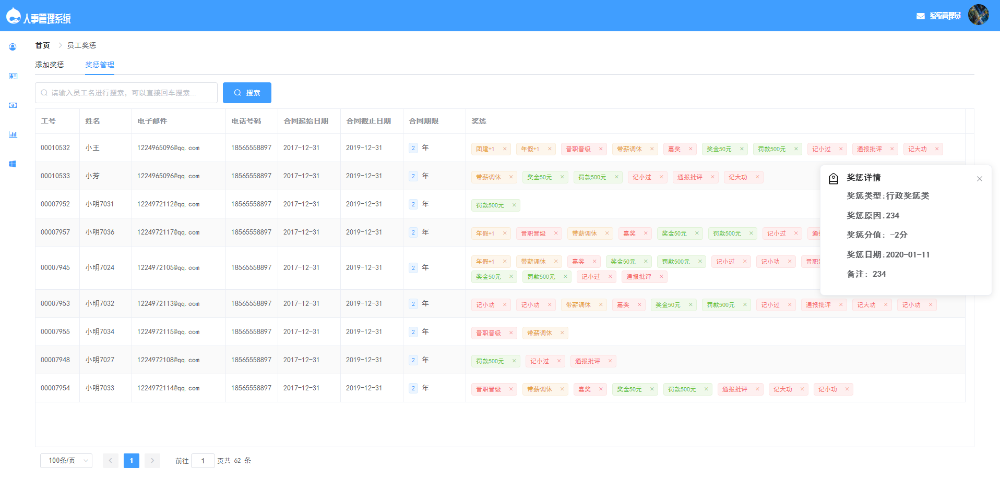 人事管理系统
系统管理员
首页 员工奖惩
添加奖惩 奖惩管理
请输入员工名进行搜索，可以直接回车搜索... 搜索
工号 姓名 电子邮件 电话号码 合同起始日期 合同截止日期 合同期限 奖惩
00010532 小王 1224965096@qq.com 18565558897 2017-12-31 2019-12-31 2 年 团建+1 年假+1 晋职晋级 带薪调休 嘉奖 奖金50元 罚款500元 记小过 通报批评 记大功
00010533 小芳 1224965096@qq.com 18565558897 2017-12-31 2019-12-31 2 年 带薪调休 奖金50元 罚款500元 记小过 通报批评 记大功
00007952 小明7031 1224972112@qq.com 18565558897 2017-12-31 2019-12-31 2 年 罚款500元
00007957 小明7036 1224972117@qq.com 18565558897 2017-12-31 2019-12-31 2 年 年假+1 晋职晋级 带薪调休 嘉奖 奖金50元 罚款500元 记小过 通
00007945 小明7024 1224972105@qq.com 18565558897 2017-12-31 2019-12-31 2 年 年假+1 带薪调休 嘉奖 奖金50元 罚款500元 记小过 记小功 晋职
奖金50元 罚款500元 记小过 通报批评
00007953 小明7032 1224972113@qq.com 18565558897 2017-12-31 2019-12-31 2 年 记小功 记小功 带薪调休 嘉奖 奖金50元 罚款500元 记小过 通报批评 记大功 记小功
00007955 小明7034 1224972115@qq.com 18565558897 2017-12-31 2019-12-31 2 年 晋职晋级 带薪调休
00007948 小明7027 1224972108@qq.com 18565558897 2017-12-31 2019-12-31 2 年 罚款500元 记小过 通报批评
00007954 小明7033 1224972114@qq.com 18565558897 2017-12-31 2019-12-31 2 年 晋职晋级 带薪调休 嘉奖 奖金50元 罚款500元 通报批评 记大功 记小功
奖惩详情
奖惩类型:行政奖惩类
奖惩原因:234
奖惩分值: -2分
奖惩日期:2020-01-11
备注: 234
100条/页 1 前往 1 页共 62 条